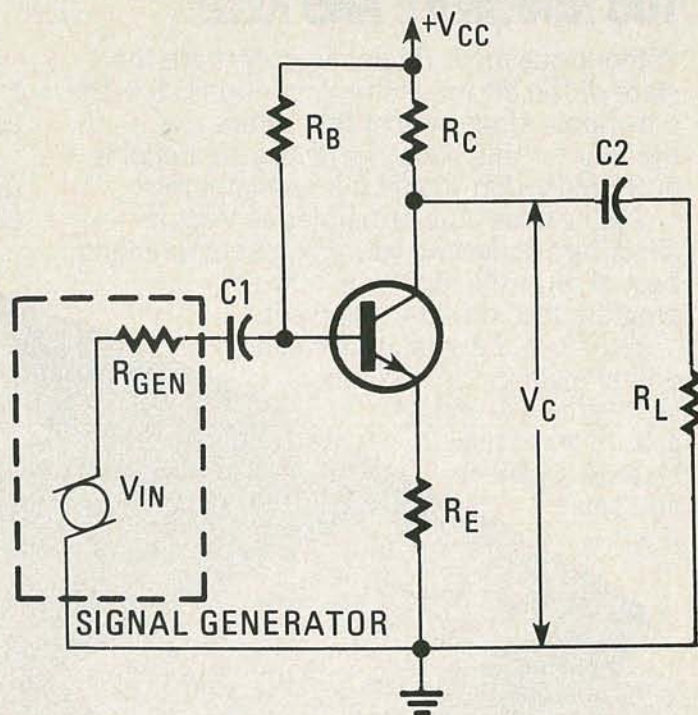 +VCC
RB
RC
C2
C1
RGEN
VC
RL
VIN
RE
SIGNAL GENERATOR